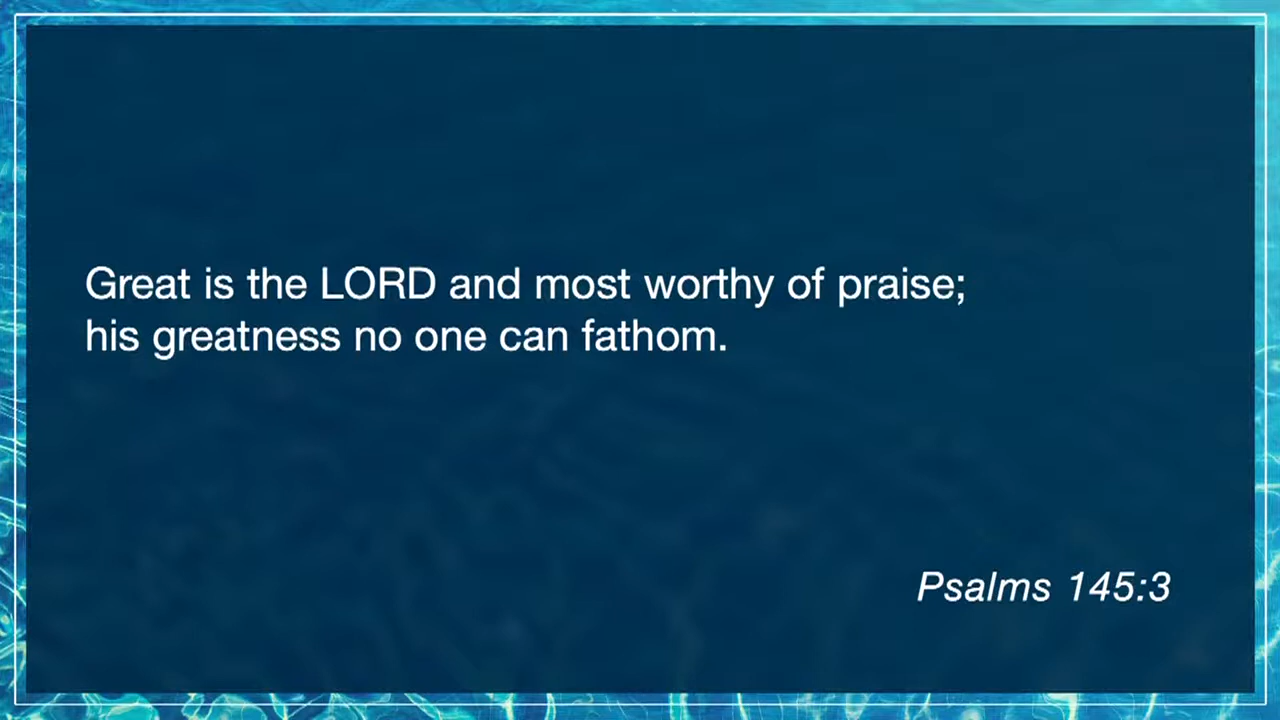 Great is the LORD and most worthy of praise;
his greatness no one can fathom.
Psalms 145:3